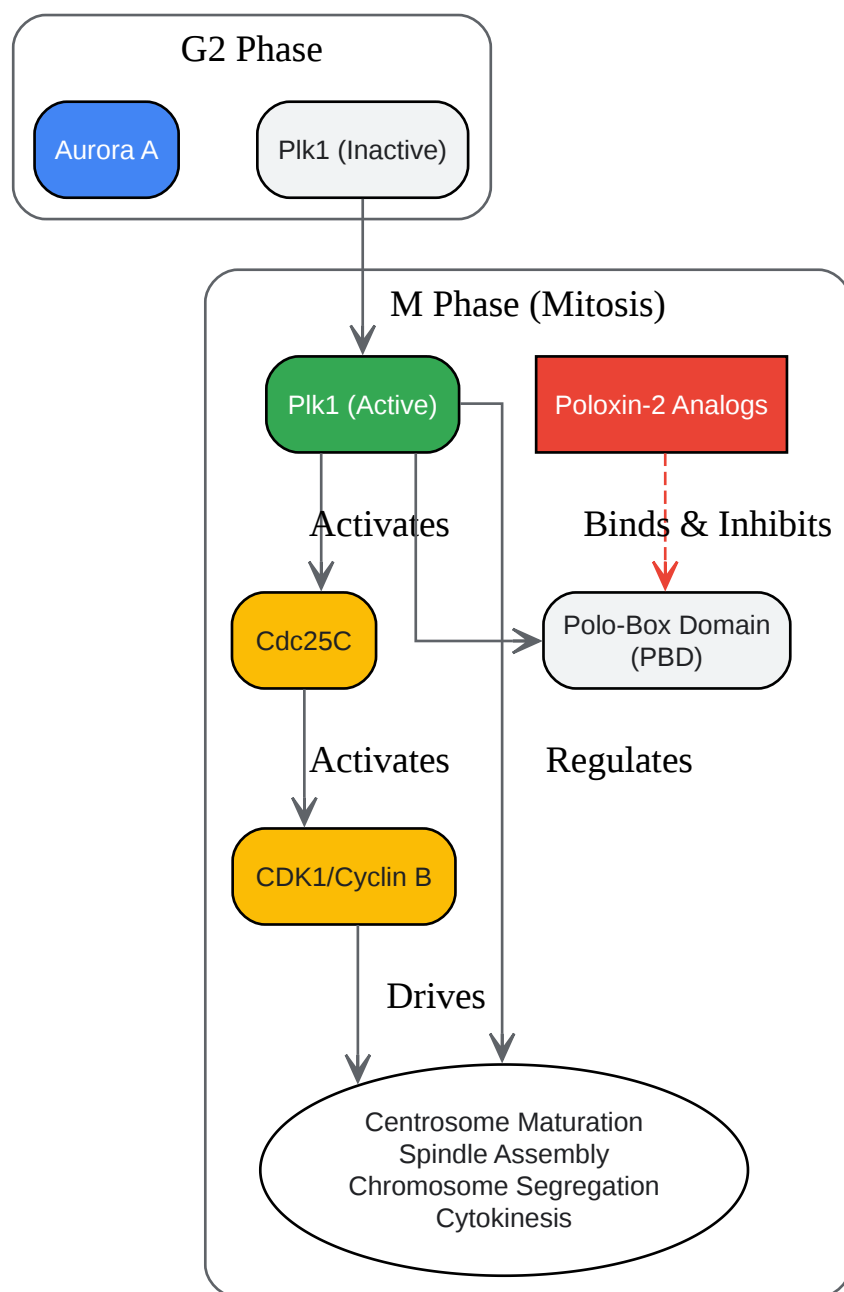 G2 Phase
Aurora A
Plk1 (Inactive)
M Phase (Mitosis)
Plk1 (Active)
Poloxin-2 Analogs
Activates
Binds & Inhibits
Cdc25C
Polo-Box Domain
(PBD)
Activates
Regulates
CDK1/Cyclin B
Drives
Centrosome Maturation
Spindle Assembly
Chromosome Segregation
Cytokinesis